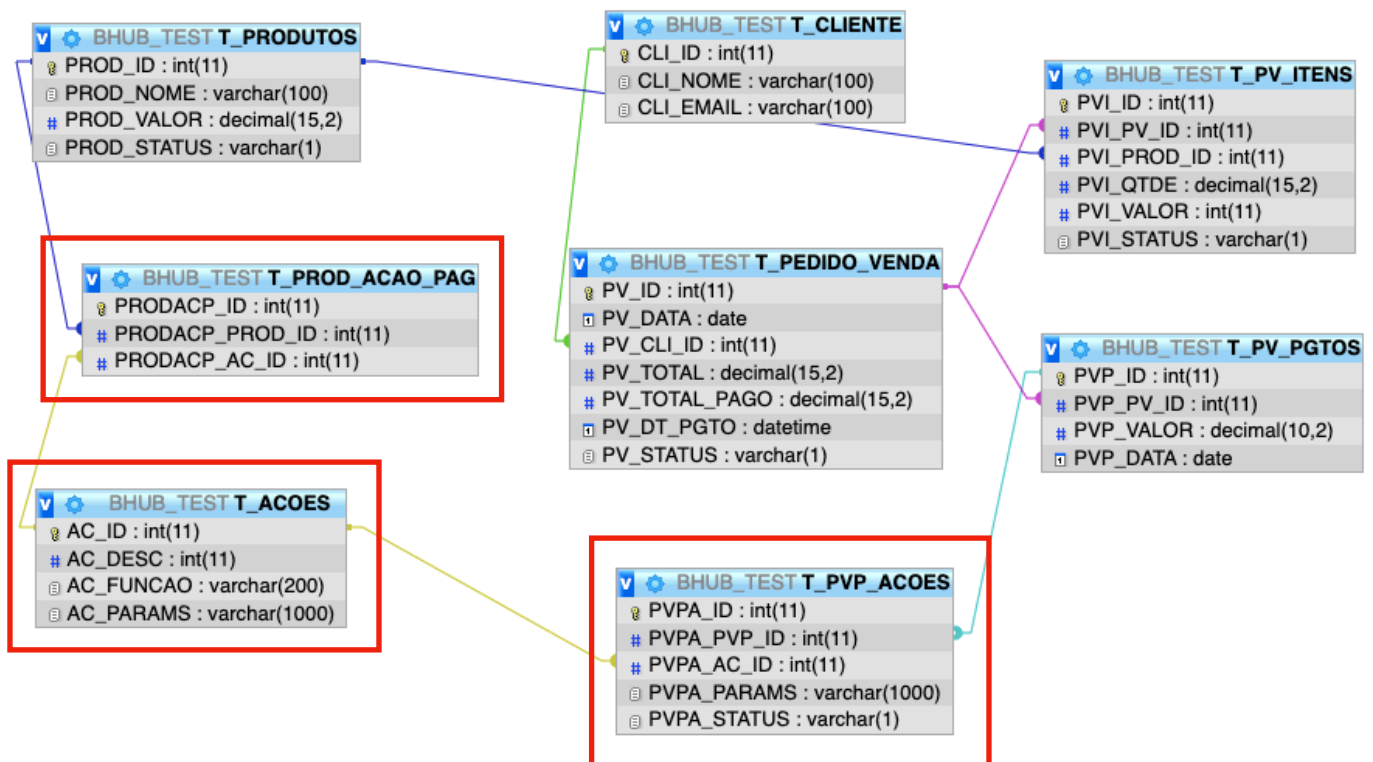 BHUB_TEST T_PRODUTOS
PROD_ID : int(11)
PROD_NOME : varchar(100)
PROD_VALOR : decimal(15,2)
PROD_STATUS : varchar(1)
BHUB_TEST T_CLIENTE
CLI_ID : int(11)
CLI_NOME : varchar(100)
CLI_EMAIL : varchar(100)
BHUB_TEST T_PV_ITENS
PVI_ID : int(11)
PVI_PV_ID : int(11)
PVI_PROD_ID : int(11)
PVI_QTDE : decimal(15,2)
PVI_VALOR : int(11)
PVI_STATUS : varchar(1)
BHUB_TEST T_PROD_ACAO_PAG
PRODACP_ID : int(11)
PRODACP_PROD_ID : int(11)
PRODACP_AC_ID : int(11)
BHUB_TEST T_PEDIDO_VENDA
PV_ID : int(11)
PV_DATA : date
PV_CLI_ID : int(11)
PV_TOTAL : decimal(15,2)
PV_TOTAL_PAGO : decimal(15,2)
PV_DT_PGTO : datetime
PV_STATUS : varchar(1)
BHUB_TEST T_PV_PGTOS
PVP_ID : int(11)
PVP_PV_ID : int(11)
PVP_VALOR : decimal(10,2)
PVP_DATA : date
BHUB_TEST T_ACOES
AC_ID : int(11)
AC_DESC : int(11)
AC_FUNCAO : varchar(200)
AC_PARAMS : varchar(1000)
BHUB_TEST T_PVP_ACOES
PVPA_ID : int(11)
PVPA_PVP_ID : int(11)
PVPA_AC_ID : int(11)
PVPA_PARAMS : varchar(1000)
PVPA_STATUS : varchar(1)